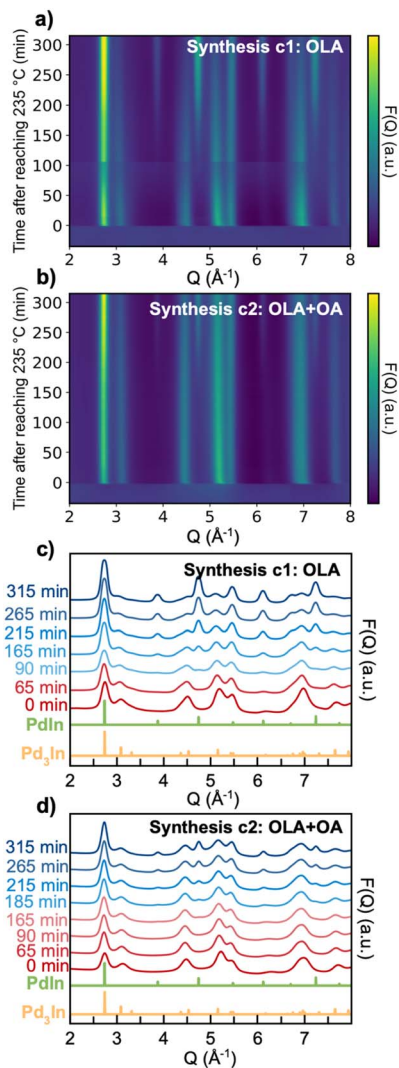 a)
Synthesis c1: OLA
Time after reaching 235 °C (min)
300
250
200
150
100
50
0
2 3 4 5 6 7 8
Q (Å⁻¹)
F(Q) (a.u.)
b)
Synthesis c2: OLA+OA
Time after reaching 235 °C (min)
300
250
200
150
100
50
0
2 3 4 5 6 7 8
Q (Å⁻¹)
F(Q) (a.u.)
c)
Synthesis c1: OLA
315 min
265 min
215 min
165 min
90 min
65 min
0 min
PdIn
Pd₃In
F(Q) (a.u.)
2 3 4 5 6 7
Q (Å⁻¹)
d)
Synthesis c2: OLA+OA
315 min
265 min
215 min
185 min
165 min
90 min
65 min
0 min
PdIn
Pd₃In
F(Q) (a.u.)
2 3 4 5 6 7
Q (Å⁻¹)